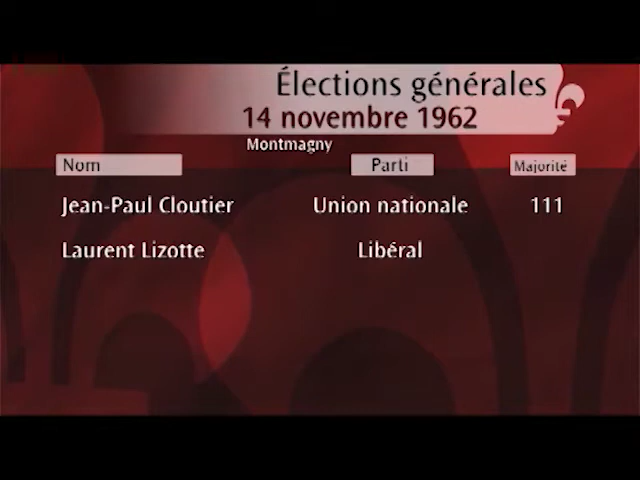 Élections générales
14 novembre 1962
Montmagny
Nom Parti Majorité
Jean-Paul Cloutier Union nationale 111
Laurent Lizotte Libéral